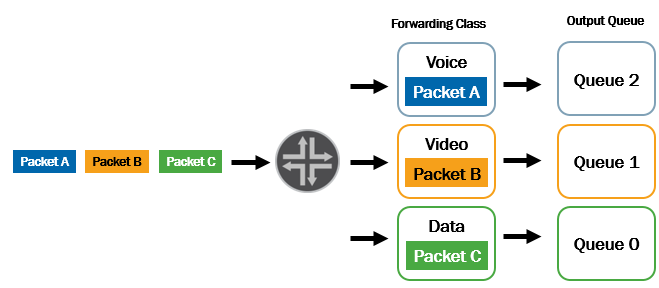 Forwarding Class
Output Queue
Voice
Packet A
Queue 2
Packet A
Packet B
Packet C
Video
Packet B
Queue 1
Data
Packet C
Queue 0